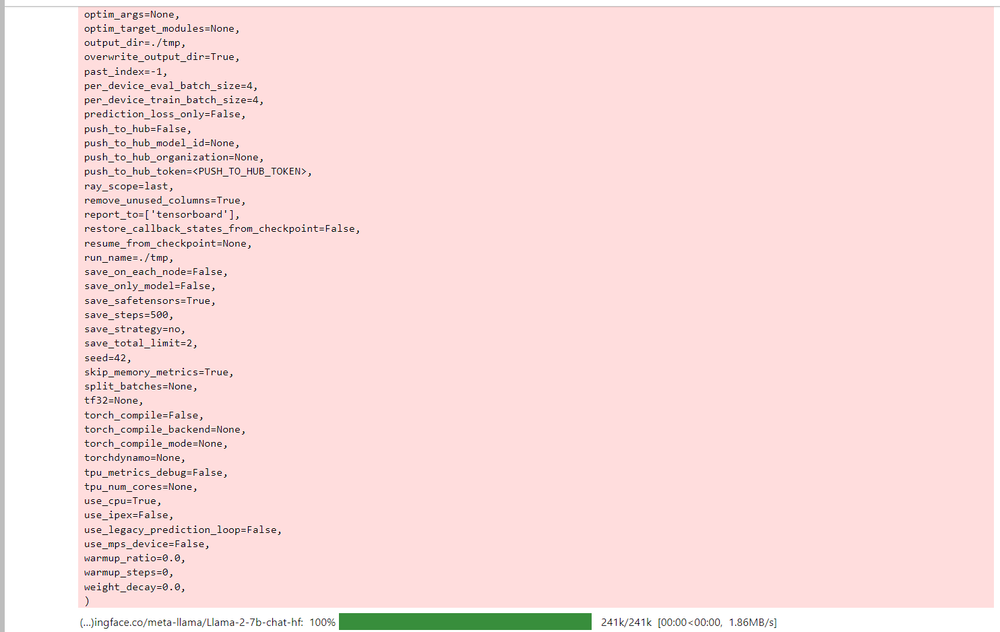 optim_args=None,
optim_target_modules=None,
output_dir=./tmp,
overwrite_output_dir=True,
past_index=-1,
per_device_eval_batch_size=4,
per_device_train_batch_size=4,
prediction_loss_only=False,
push_to_hub=False,
push_to_hub_model_id=None,
push_to_hub_organization=None,
push_to_hub_token=<PUSH_TO_HUB_TOKEN>,
ray_scope=last,
remove_unused_columns=True,
report_to=['tensorboard'],
restore_callback_states_from_checkpoint=False,
resume_from_checkpoint=None,
run_name=./tmp,
save_on_each_node=False,
save_only_model=False,
save_safetensors=True,
save_steps=500,
save_strategy=no,
save_total_limit=2,
seed=42,
skip_memory_metrics=True,
split_batches=None,
tf32=None,
torch_compile=False,
torch_compile_backend=None,
torch_compile_mode=None,
torchdynamo=None,
tpu_metrics_debug=False,
tpu_num_cores=None,
use_cpu=True,
use_ipex=False,
use_legacy_prediction_loop=False,
use_mps_device=False,
warmup_ratio=0.0,
warmup_steps=0,
weight_decay=0.0,
)
(...)ingface.co/meta-llama/Llama-2-7b-chat-hf: 100% 241k/241k [00:00<00:00, 1.86MB/s]